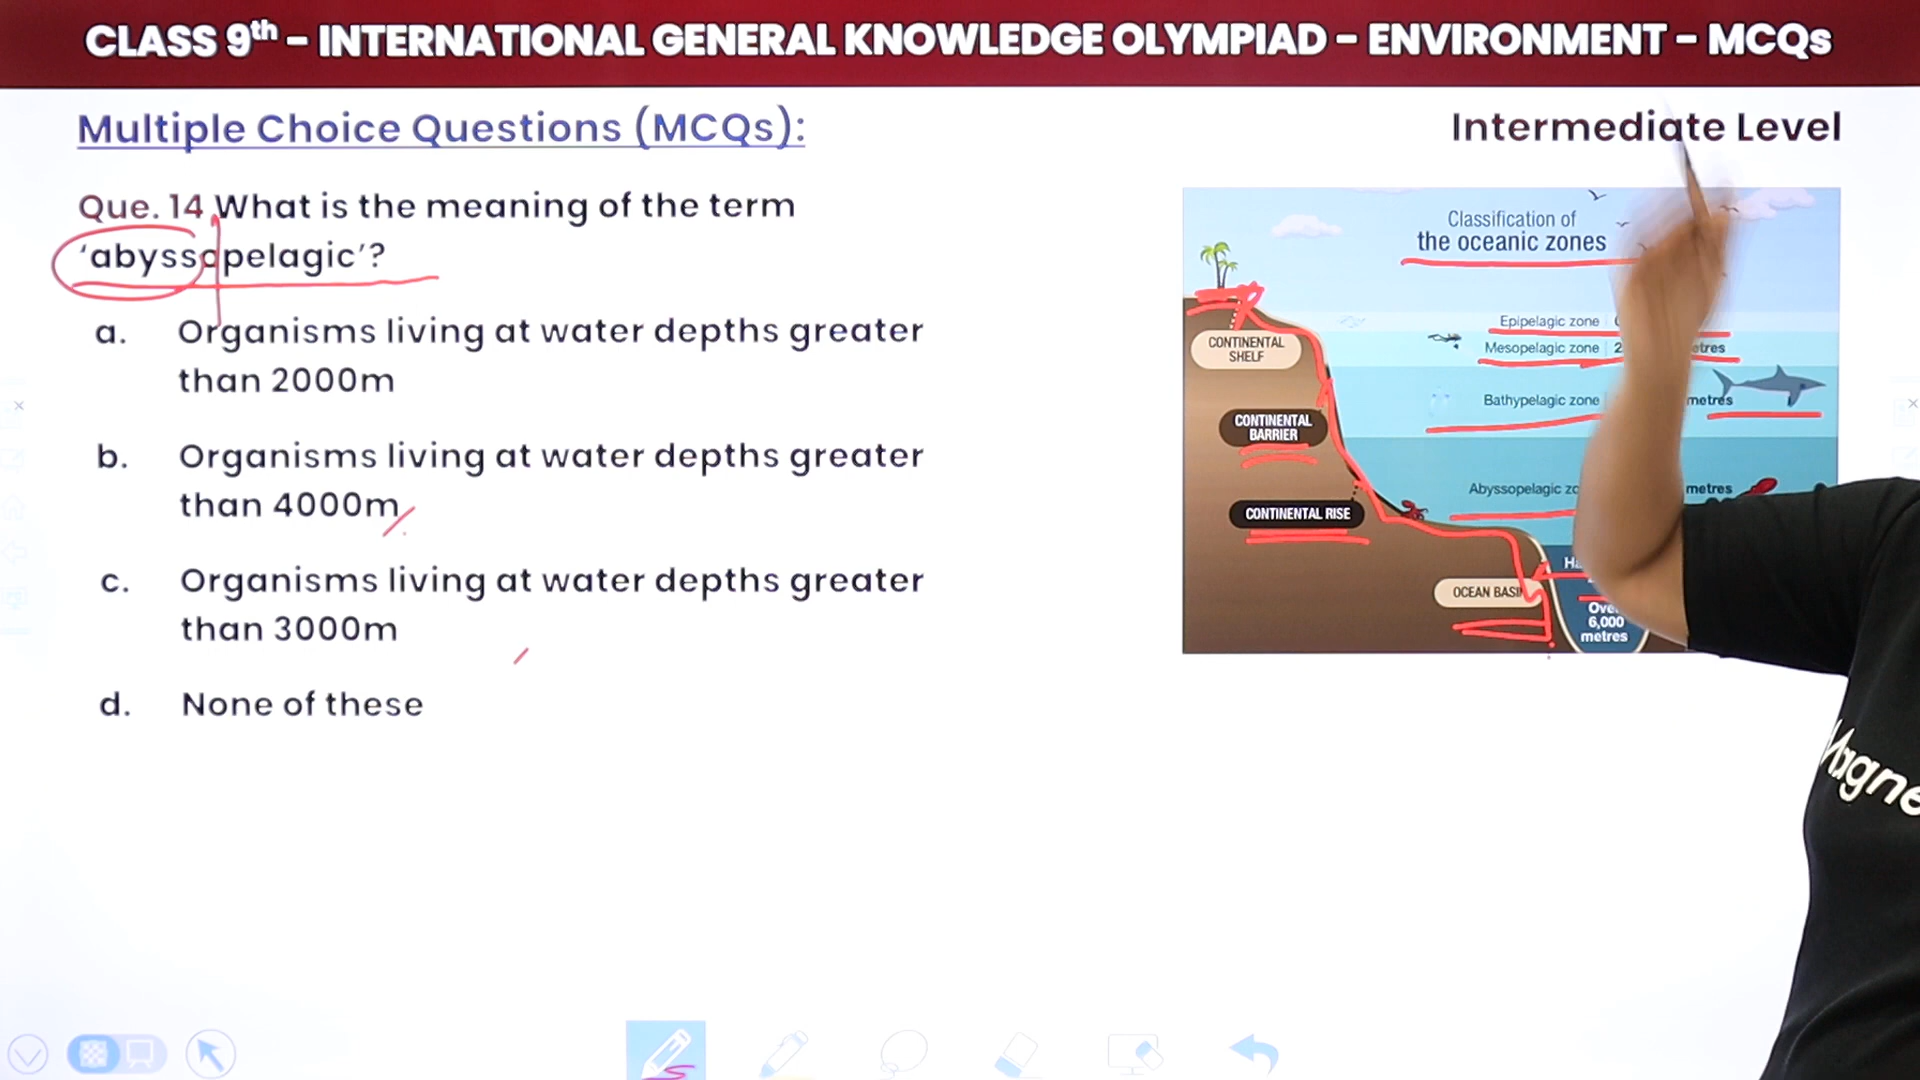 CLASS 9th – INTERNATIONAL GENERAL KNOWLEDGE OLYMPIAD – ENVIRONMENT – MCQs
Multiple Choice Questions (MCQs):
Intermediate Level
Que. 14 What is the meaning of the term
‘abyssopelagic’?
a. Organisms living at water depths greater
than 2000m
b. Organisms living at water depths greater
than 4000m
c. Organisms living at water depths greater
than 3000m
d. None of these
Classification of
the oceanic zones
Epipelagic zone
Mesopelagic zone
Bathypelagic zone
metres
Abyssopelagic
metres
CONTINENTAL
SHELF
CONTINENTAL
BARRIER
CONTINENTAL RISE
OCEAN
6,000
metres